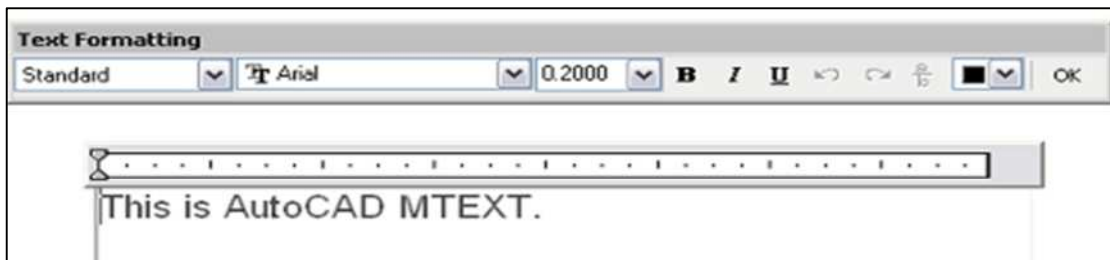 Text Formatting
Standard Arial 0.2000 B I U OK
This is AutoCAD MTEXT.